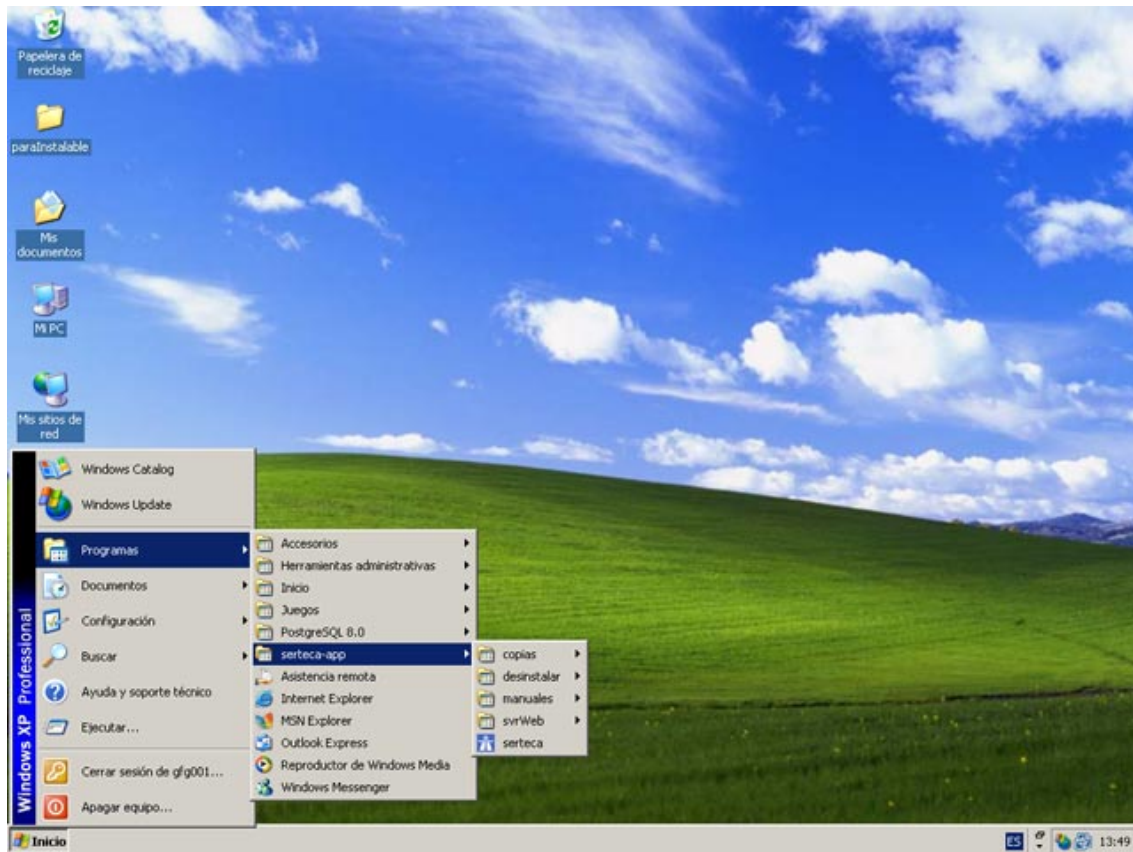 Papelera de
reciclaje
paraInstalable
Mis
documentos
Mi PC
Mis sitios de
red
Windows XP Professional
Windows Catalog
Windows Update
Programas
Documentos
Configuración
Buscar
Ayuda y soporte técnico
Ejecutar...
Cerrar sesión de gfg001...
Apagar equipo...
Accesorios
Herramientas administrativas
Inicio
Juegos
PostgreSQL 8.0
serteca-app
Asistencia remota
Internet Explorer
MSN Explorer
Outlook Express
Reproductor de Windows Media
Windows Messenger
copias
desinstalar
manuales
svrWeb
serteca
Inicio
ES
13:49